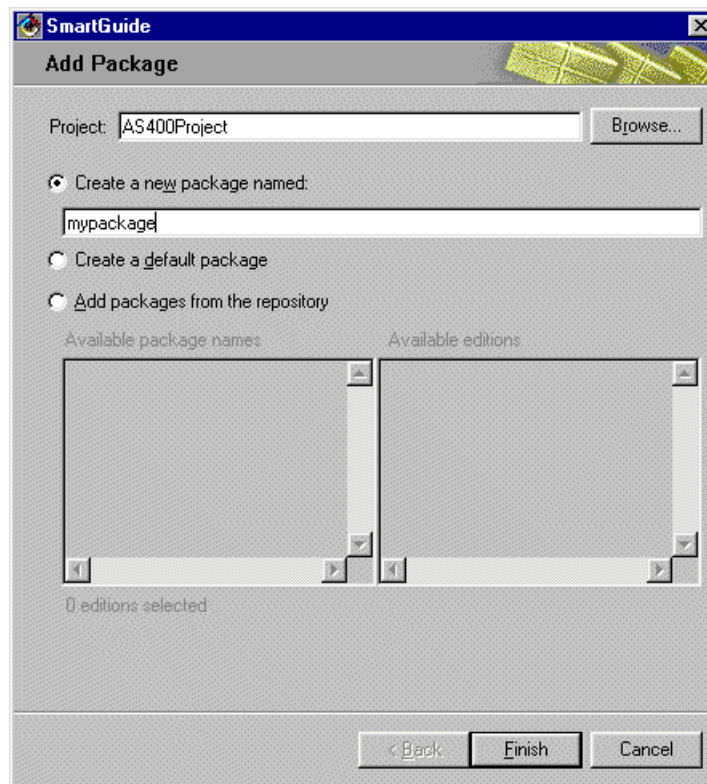 SmartGuide
Add Package
Project: AS400Project Browse...
Create a new package named:
mypackage
Create a default package
Add packages from the repository
Available package names Available editions
0 editions selected
< Back Finish Cancel